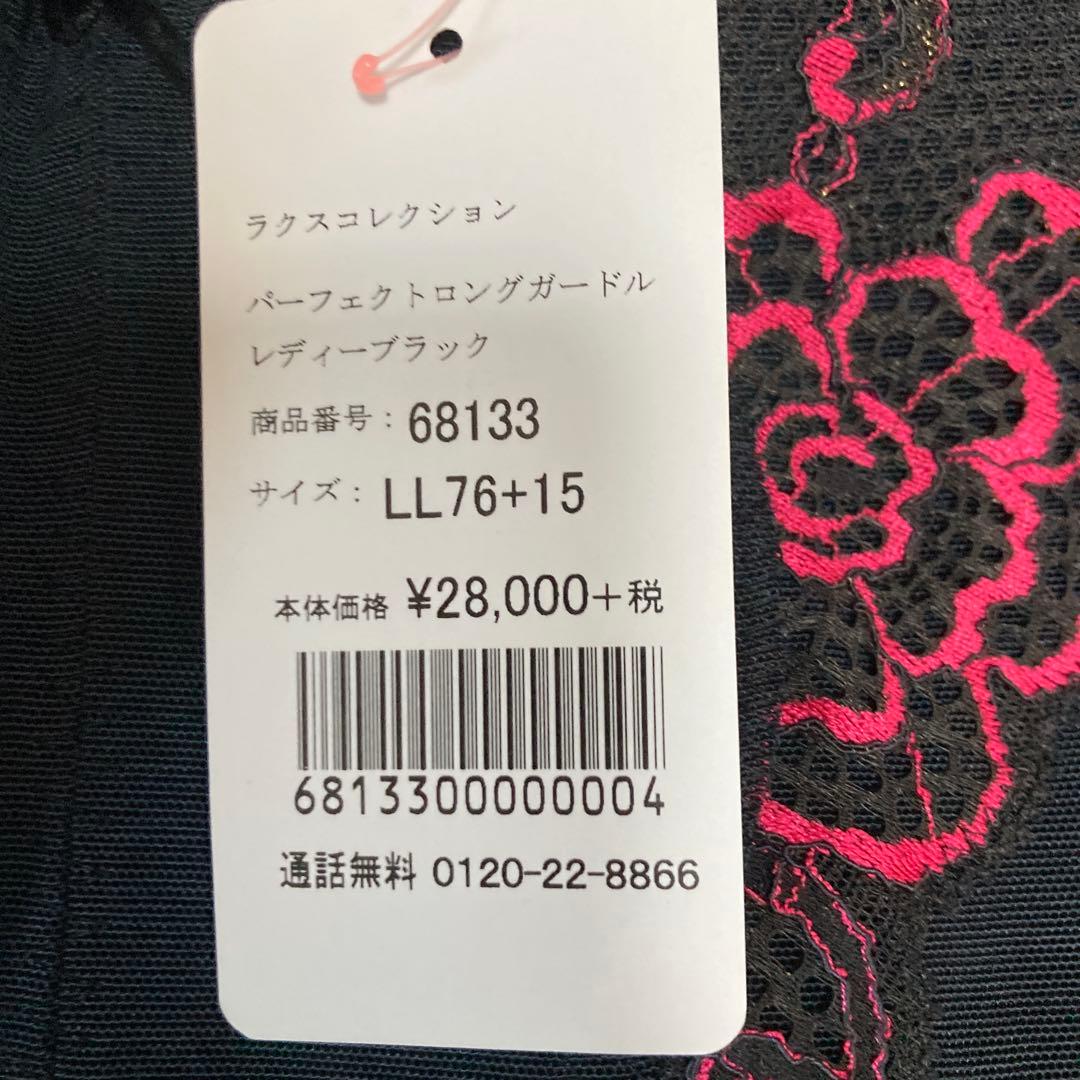 ラクスコレクション
パーフェクトロングガードル
レディーブラック
商品番号：68133
サイズ：LL76+15
本体価格 ¥28,000+税
6813300000004
通話無料 0120-22-8866